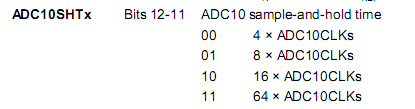 ADC10SHTx Bits 12-11 ADC10 sample-and-hold time
00 4 × ADC10CLKs
01 8 × ADC10CLKs
10 16 × ADC10CLKs
11 64 × ADC10CLKs